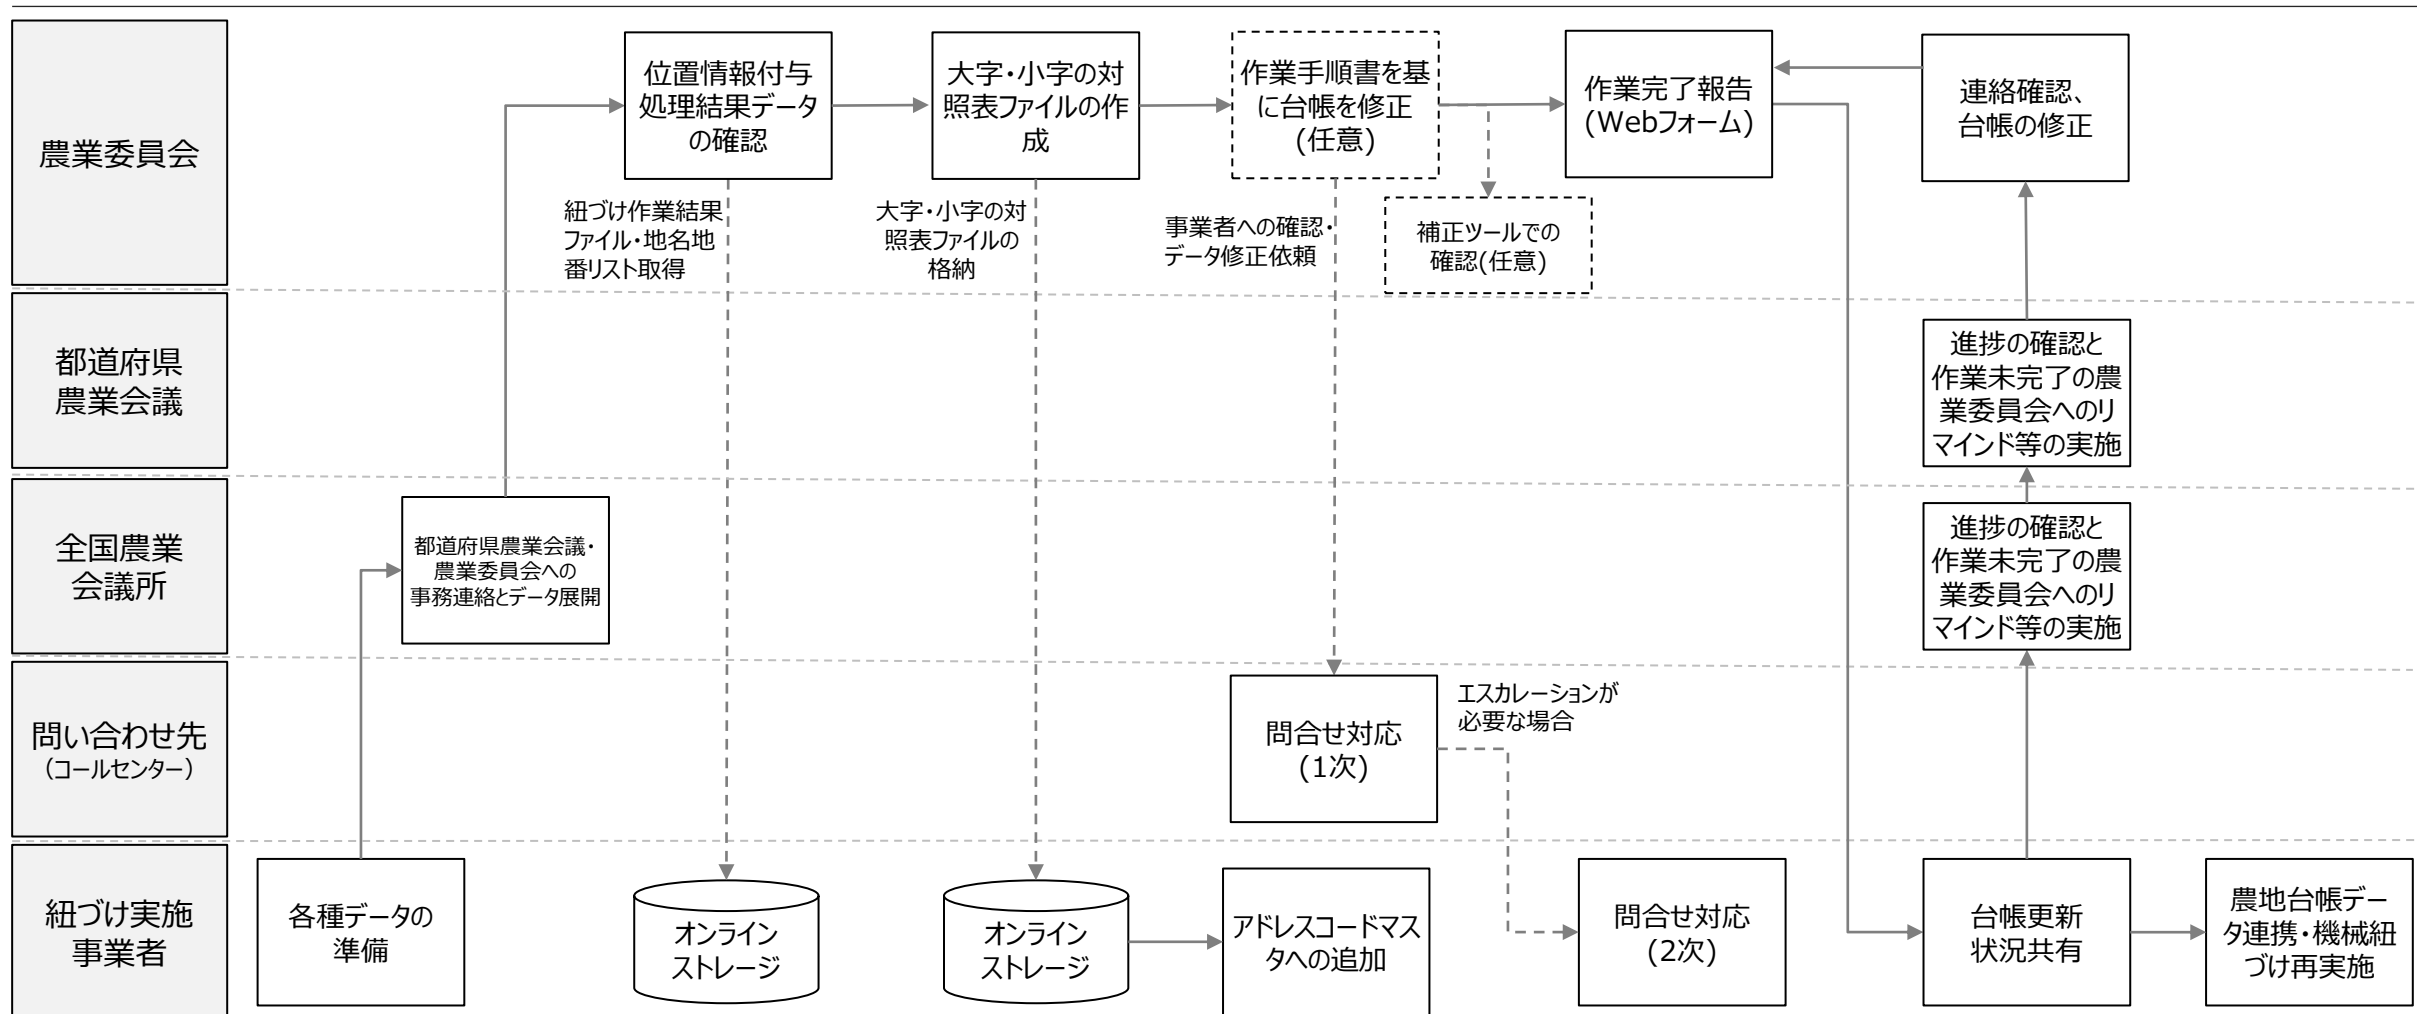 農業委員会
位置情報付与
処理結果データ
の確認
大字・小字の対
照表ファイルの作
成
作業手順書を基
に台帳を修正
(任意)
作業完了報告
(Webフォーム)
連絡確認、
台帳の修正
紐づけ作業結果
ファイル・地名地
番リスト取得
大字・小字の対
照表ファイルの
格納
事業者への確認・
データ修正依頼
補正ツールでの
確認(任意)
都道府県
農業会議
進捗の確認と
作業未完了の農
業委員会へのリ
マインド等の実施
全国農業
会議所
都道府県農業会議・
農業委員会への
事務連絡とデータ展開
進捗の確認と
作業未完了の農
業委員会へのリ
マインド等の実施
問い合わせ先
（コールセンター）
問合せ対応
(1次)
エスカレーションが
必要な場合
紐づけ実施
事業者
各種データの
準備
オンライン
ストレージ
オンライン
ストレージ
アドレスコードマス
タへの追加
問合せ対応
(2次)
台帳更新
状況共有
農地台帳デー
タ連携・機械紐
づけ再実施